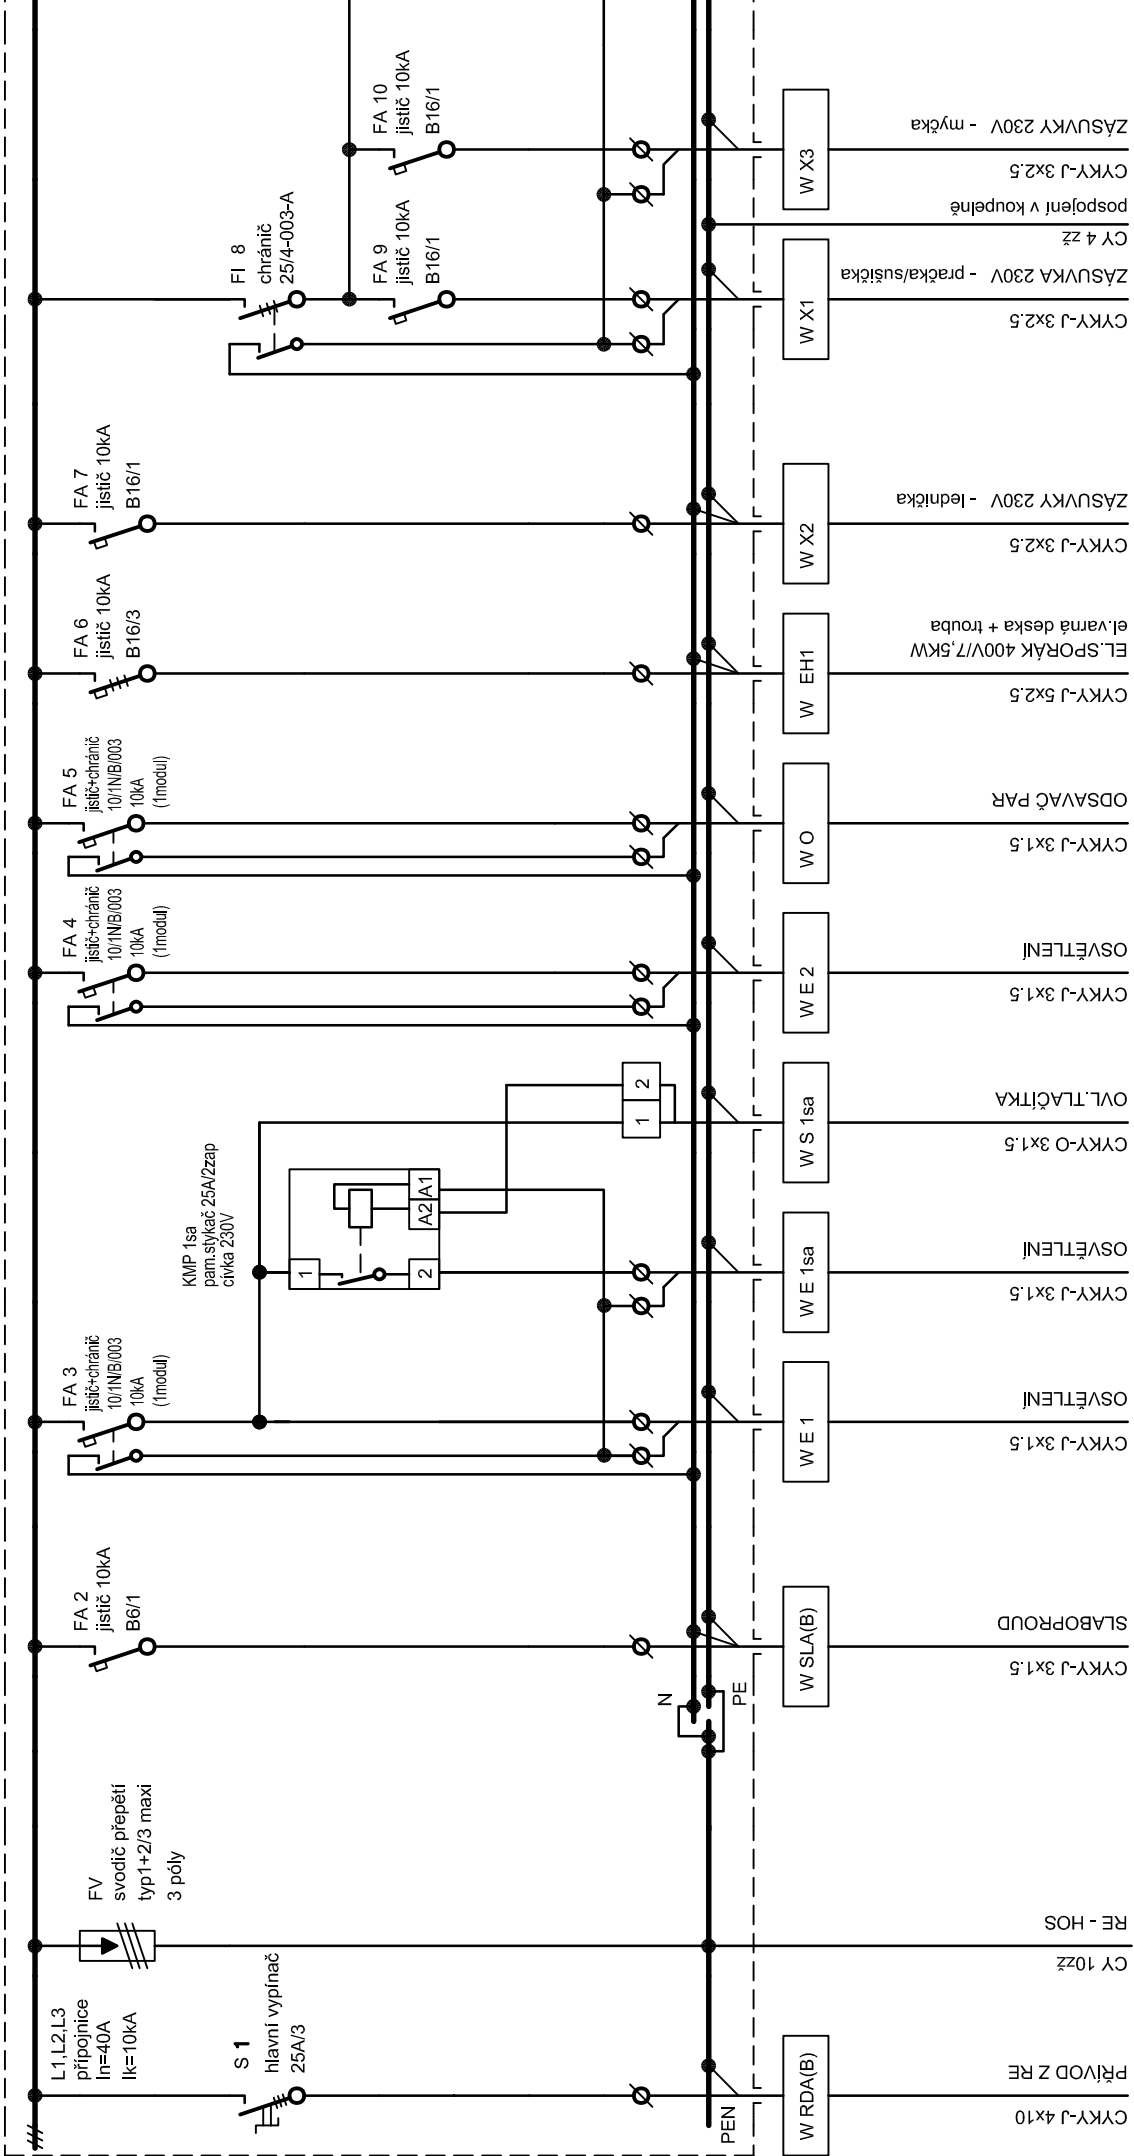 L1,L2,L3
přípojnice
In=40A
Ik=10kA
S 1
hlavní vypínač
25A/3
PEN
W RDA(B)
CYKY-J 4x10
PŘÍVOD Z RE
FV
svodič přepětí
typ1+2/3 maxi
3 póly
CY 10zž
RE - HOS
N
PE
FA 2
jistič 10kA
B6/1
W SLA(B)
CYKY-J 3x1.5
SLABOPROUD
FA 3
jistič+chránič
10/1N/B/003
10kA
(1modul)
W E 1
CYKY-J 3x1.5
OSVĚTLENÍ
KMP 1sa
pam.stykač 25A/2zap
cívka 230V
1
2
A2
A1
W E 1sa
CYKY-J 3x1.5
OSVĚTLENÍ
1
2
W S 1sa
CYKY-O 3x1.5
OVL.TLAČÍTKA
FA 4
jistič+chránič
10/1N/B/003
10kA
(1modul)
W E 2
CYKY-J 3x1.5
OSVĚTLENÍ
FA 5
jistič+chránič
10/1N/B/003
10kA
(1modul)
W O
CYKY-J 3x1.5
ODSAVAČ PAR
FA 6
jistič 10kA
B16/3
W EH1
CYKY-J 5x2.5
EL.SPORÁK 400V/7,5KW
el.varná deska + trouba
FA 7
jistič 10kA
B16/1
W X2
CYKY-J 3x2.5
ZÁSUVKY 230V - lednička
FI 8
chránič
25/4-003-A
FA 9
jistič 10kA
B16/1
W X1
CYKY-J 3x2.5
ZÁSUVKA 230V - pračka/sušička
CY 4 zž
pospojení v koupelně
FA 10
jistič 10kA
B16/1
W X3
CYKY-J 3x2.5
ZÁSUVKY 230V - myčka